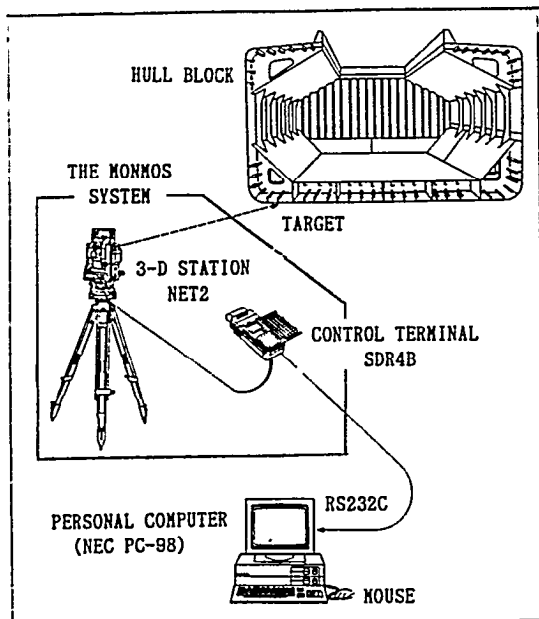 HULL BLOCK
THE MONMOS
SYSTEM
TARGET
3-D STATION
NET2
CONTROL TERMINAL
SDR4B
RS232C
PERSONAL COMPUTER
(NEC PC-98)
MOUSE